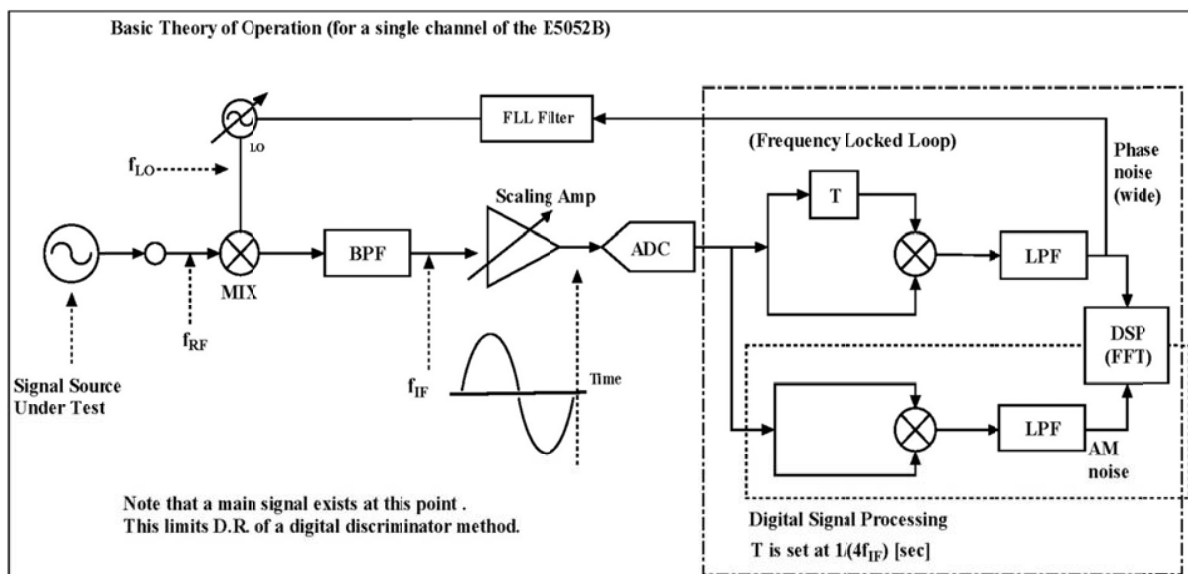 Basic Theory of Operation (for a single channel of the E5052B)
LO
FLL Filter
(Frequency Locked Loop)
Phase
noise
(wide)
fLO
Scaling Amp
T
MIX
BPF
ADC
LPF
fRF
fIF
Time
DSP
(FFT)
Signal Source
Under Test
LPF
AM
noise
Note that a main signal exists at this point .
This limits D.R. of a digital discriminator method.
Digital Signal Processing
T is set at 1/(4fIF) [sec]